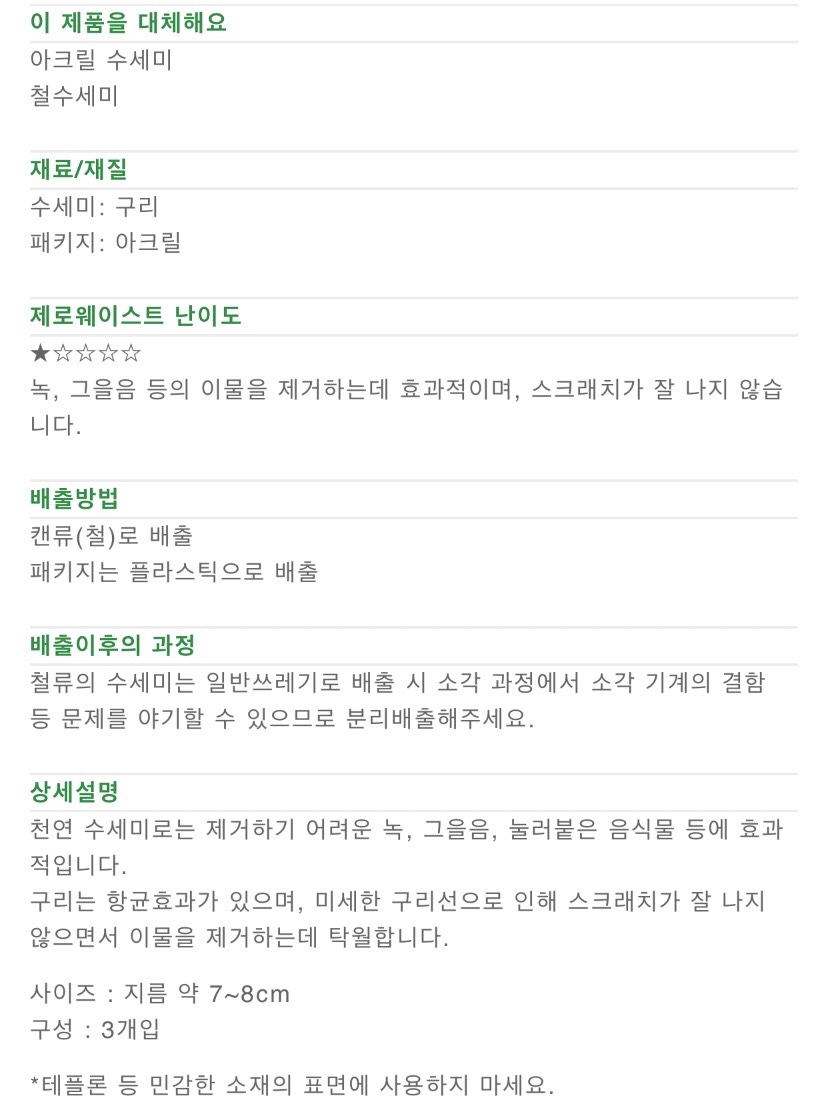 이 제품을 대체해요
아크릴 수세미
철수세미
재료/재질
수세미: 구리
패키지: 아크릴
제로웨이스트 난이도
★☆☆☆☆
녹, 그을음 등의 이물을 제거하는데 효과적이며, 스크래치가 잘 나지 않습
니다.
배출방법
캔류(철)로 배출
패키지는 플라스틱으로 배출
배출이후의 과정
철류의 수세미는 일반쓰레기로 배출 시 소각 과정에서 소각 기계의 결함
등 문제를 야기할 수 있으므로 분리배출해주세요.
상세설명
천연 수세미로는 제거하기 어려운 녹, 그을음, 눌러붙은 음식물 등에 효과
적입니다.
구리는 항균효과가 있으며, 미세한 구리선으로 인해 스크래치가 잘 나지
않으면서 이물을 제거하는데 탁월합니다.
사이즈 : 지름 약 7~8cm
구성 : 3개입
*테플론 등 민감한 소재의 표면에 사용하지 마세요.